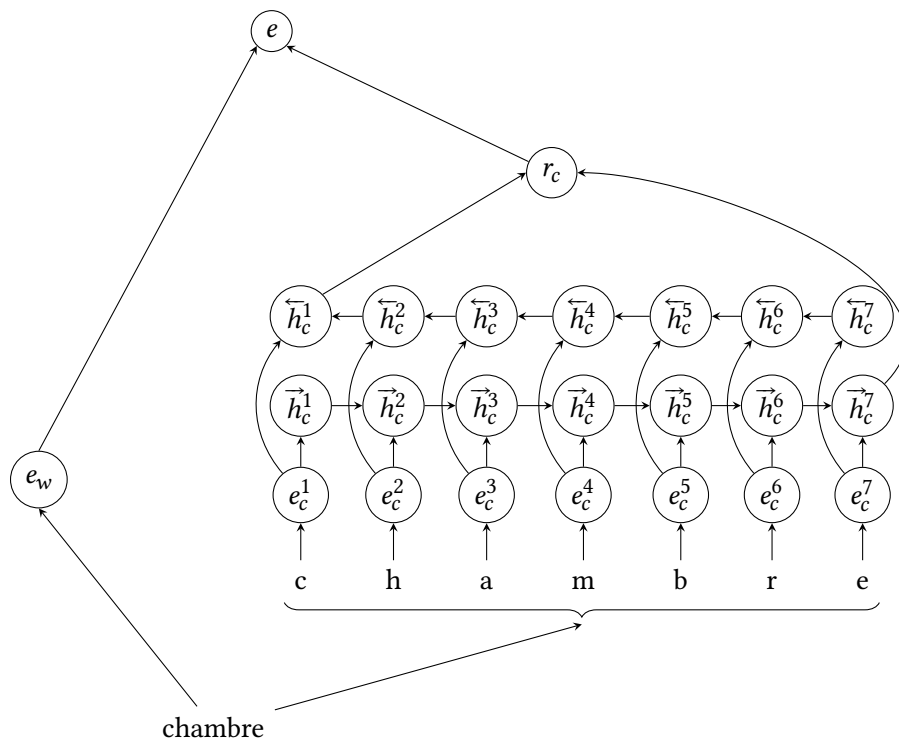 e
r_c
←h_c^1 ←h_c^2 ←h_c^3 ←h_c^4 ←h_c^5 ←h_c^6 ←h_c^7
→h_c^1 →h_c^2 →h_c^3 →h_c^4 →h_c^5 →h_c^6 →h_c^7
e_w
e_c^1 e_c^2 e_c^3 e_c^4 e_c^5 e_c^6 e_c^7
c h a m b r e
chambre